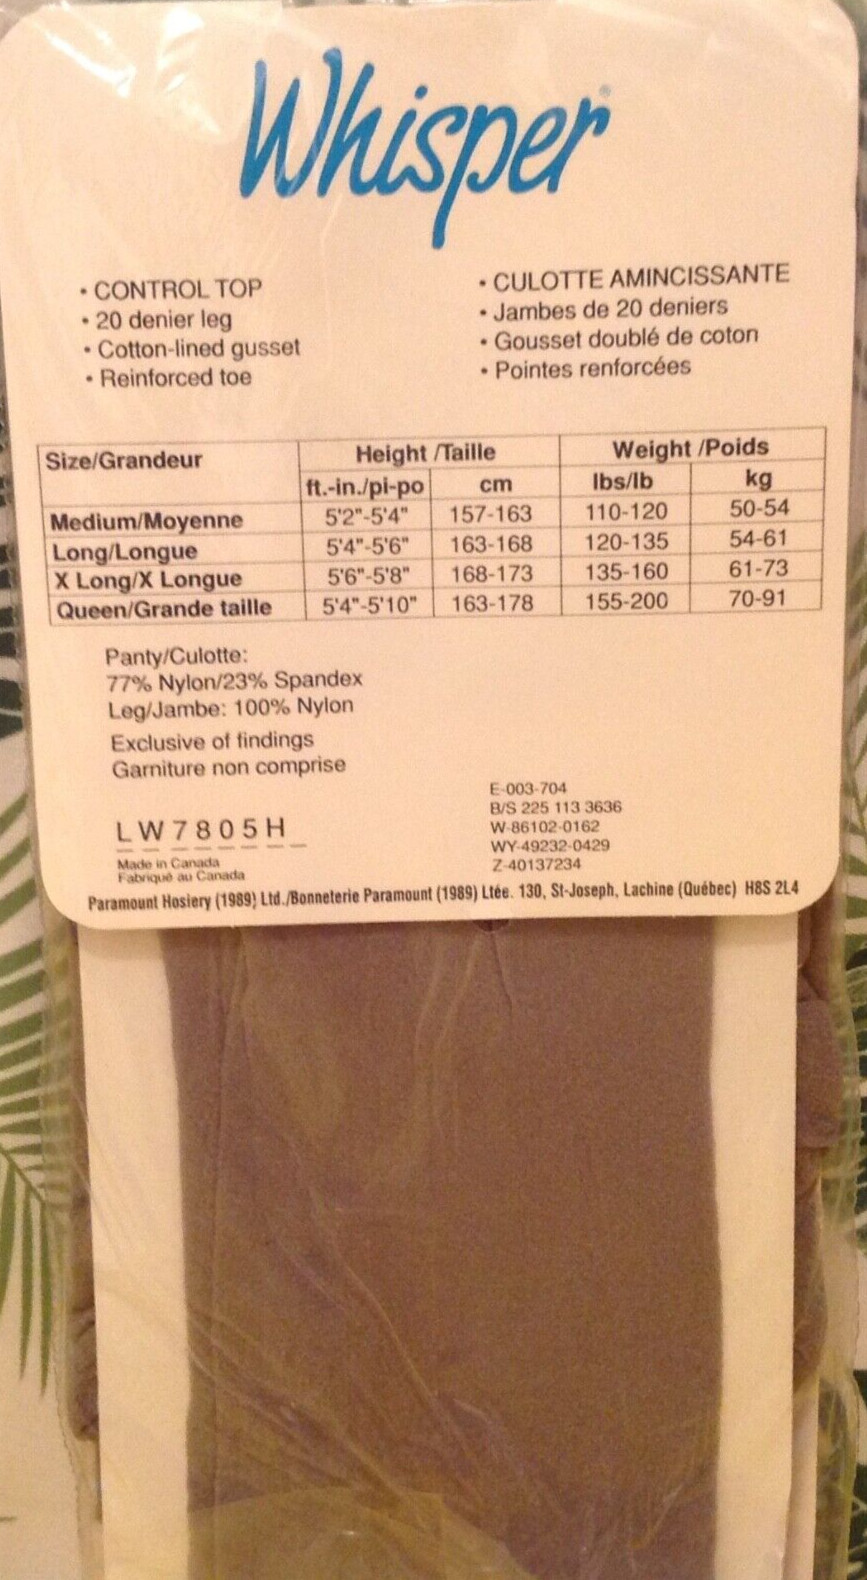 Whisper®
• CONTROL TOP
• 20 denier leg
• Cotton-lined gusset
• Reinforced toe
• CULOTTE AMINCISSANTE
• Jambes de 20 deniers
• Gousset doublé de coton
• Pointes renforcées
Size/Grandeur Height /Taille Weight /Poids
ft.-in./pi-po cm lbs/lb kg
Medium/Moyenne 5'2"-5'4" 157-163 110-120 50-54
Long/Longue 5'4"-5'6" 163-168 120-135 54-61
X Long/X Longue 5'6"-5'8" 168-173 135-160 61-73
Queen/Grande taille 5'4"-5'10" 163-178 155-200 70-91
Panty/Culotte:
77% Nylon/23% Spandex
Leg/Jambe: 100% Nylon
Exclusive of findings
Garniture non comprise
LW7805H
Made in Canada
Fabriqué au Canada
E-003-704
B/S 225 113 3636
W-86102-0162
WY-49232-0429
Z-40137234
Paramount Hosiery (1989) Ltd./Bonneterie Paramount (1989) Ltée. 130, St-Joseph, Lachine (Québec) H8S 2L4